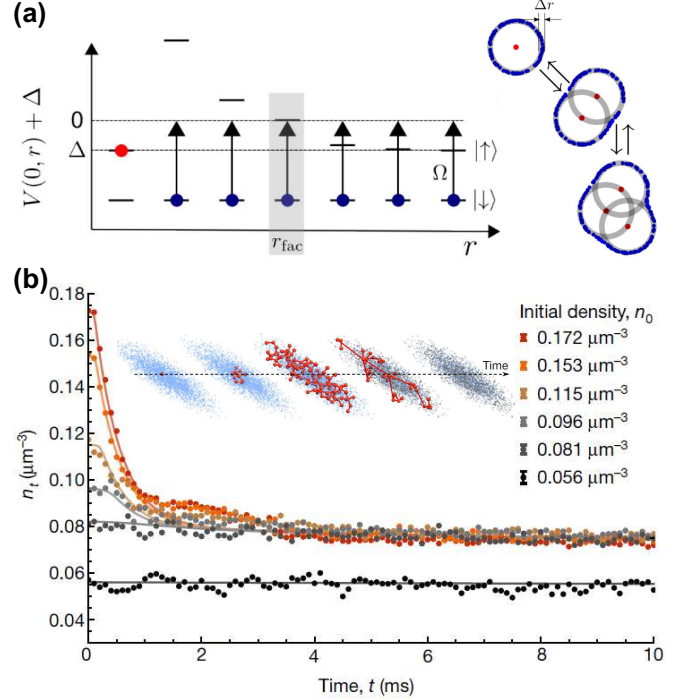 (a)
Δr
V(0, r) + Δ
0
Δ
|↑⟩
Ω
|↓⟩
r_fac
r
(b)
0.18
0.16
0.14
0.12
0.10
0.08
0.06
0.04
n_t (μm⁻³)
Time
Initial density, n₀
0.172 μm⁻³
0.153 μm⁻³
0.115 μm⁻³
0.096 μm⁻³
0.081 μm⁻³
0.056 μm⁻³
0 2 4 6 8 10
Time, t (ms)